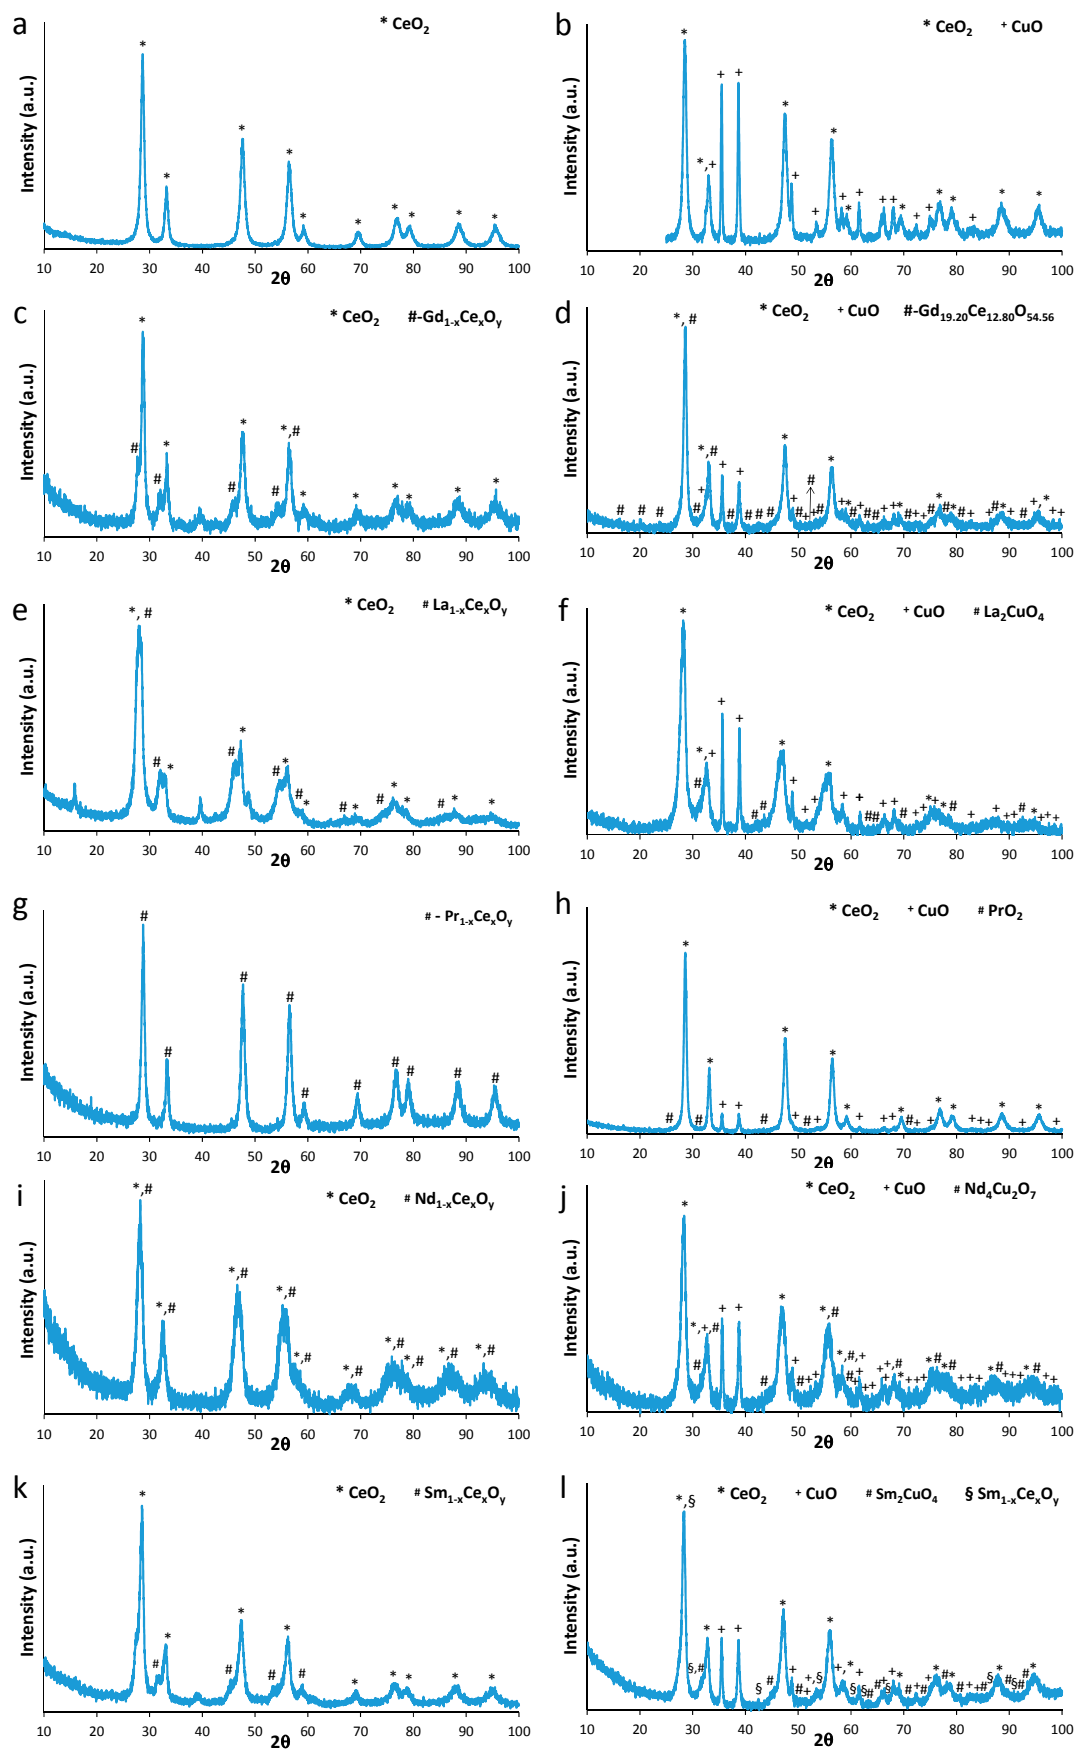 a
* CeO2
Intensity (a.u.)
10 20 30 40 50 60 70 80 90 100
2θ
b
* CeO2 + CuO
Intensity (a.u.)
10 20 30 40 50 60 70 80 90 100
2θ
c
* CeO2 #-Gd1-xCexOy
Intensity (a.u.)
10 20 30 40 50 60 70 80 90 100
2θ
d
* CeO2 + CuO #-Gd19.20Ce12.80O54.56
Intensity (a.u.)
10 20 30 40 50 60 70 80 90 100
2θ
e
* CeO2 # La1-xCexOy
Intensity (a.u.)
10 20 30 40 50 60 70 80 90 100
2θ
f
* CeO2 + CuO # La2CuO4
Intensity (a.u.)
10 20 30 40 50 60 70 80 90 100
2θ
g
# - Pr1-xCexOy
Intensity (a.u.)
10 20 30 40 50 60 70 80 90 100
2θ
h
* CeO2 + CuO # PrO2
Intensity (a.u.)
10 20 30 40 50 60 70 80 90 100
2θ
i
* CeO2 # Nd1-xCexOy
Intensity (a.u.)
10 20 30 40 50 60 70 80 90 100
2θ
j
* CeO2 + CuO # Nd4Cu2O7
Intensity (a.u.)
10 20 30 40 50 60 70 80 90 100
2θ
k
* CeO2 # Sm1-xCexOy
Intensity (a.u.)
10 20 30 40 50 60 70 80 90 100
2θ
l
* CeO2 + CuO # Sm2CuO4 § Sm1-xCexOy
Intensity (a.u.)
10 20 30 40 50 60 70 80 90 100
2θ